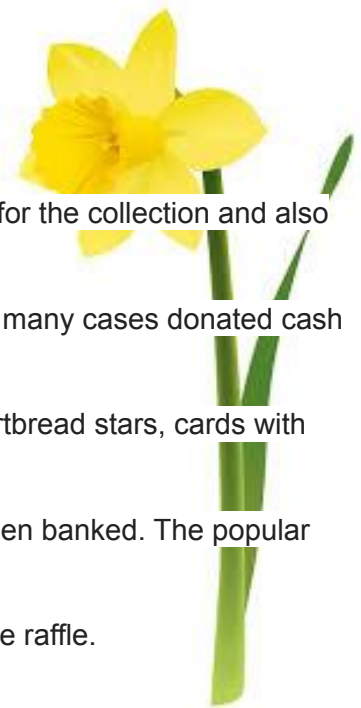 for the collection and also
many cases donated cash
rtbread stars, cards with
en banked. The popular
e raffle.